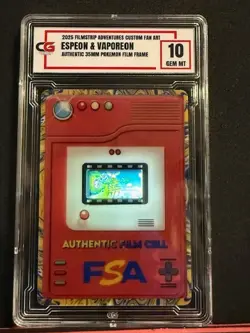 CG
2025 FILMSTRIP ADVENTURES CUSTOM FAN ART
ESPEON & VAPOREON
AUTHENTIC 35MM POKEMON FILM FRAME
10
GEM MT
AUTHENTIC FILM CELL
FSA